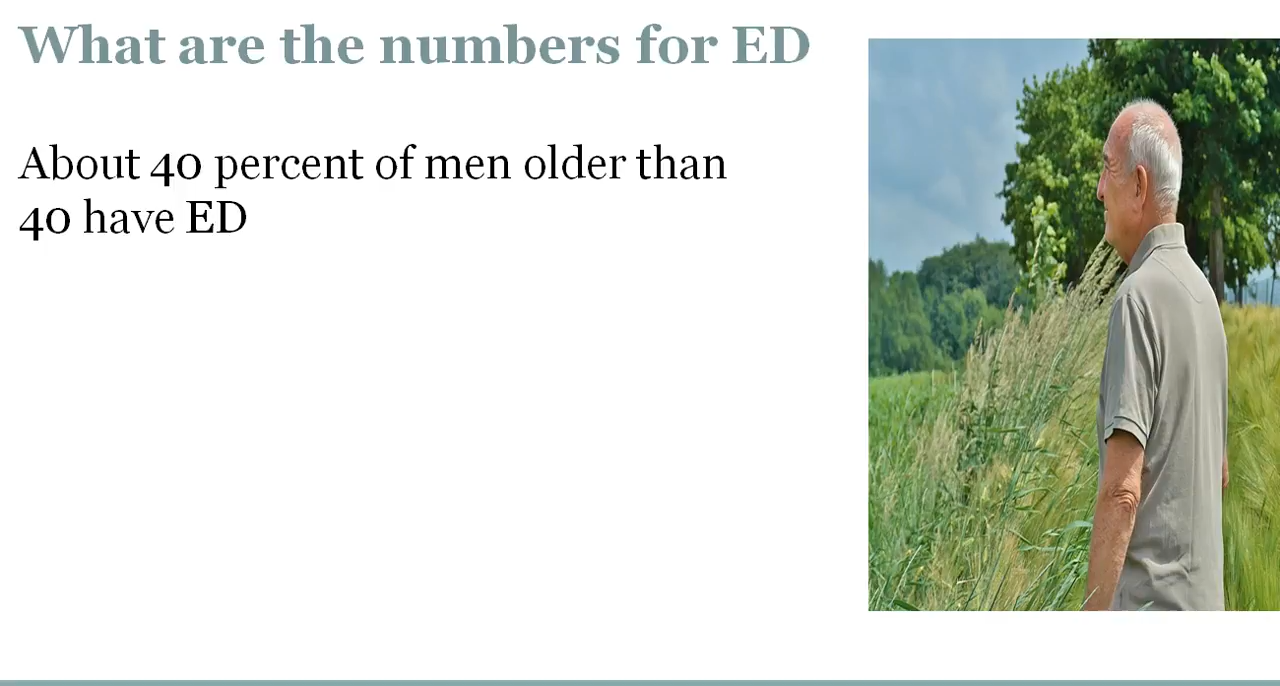 What are the numbers for ED
About 40 percent of men older than
40 have ED